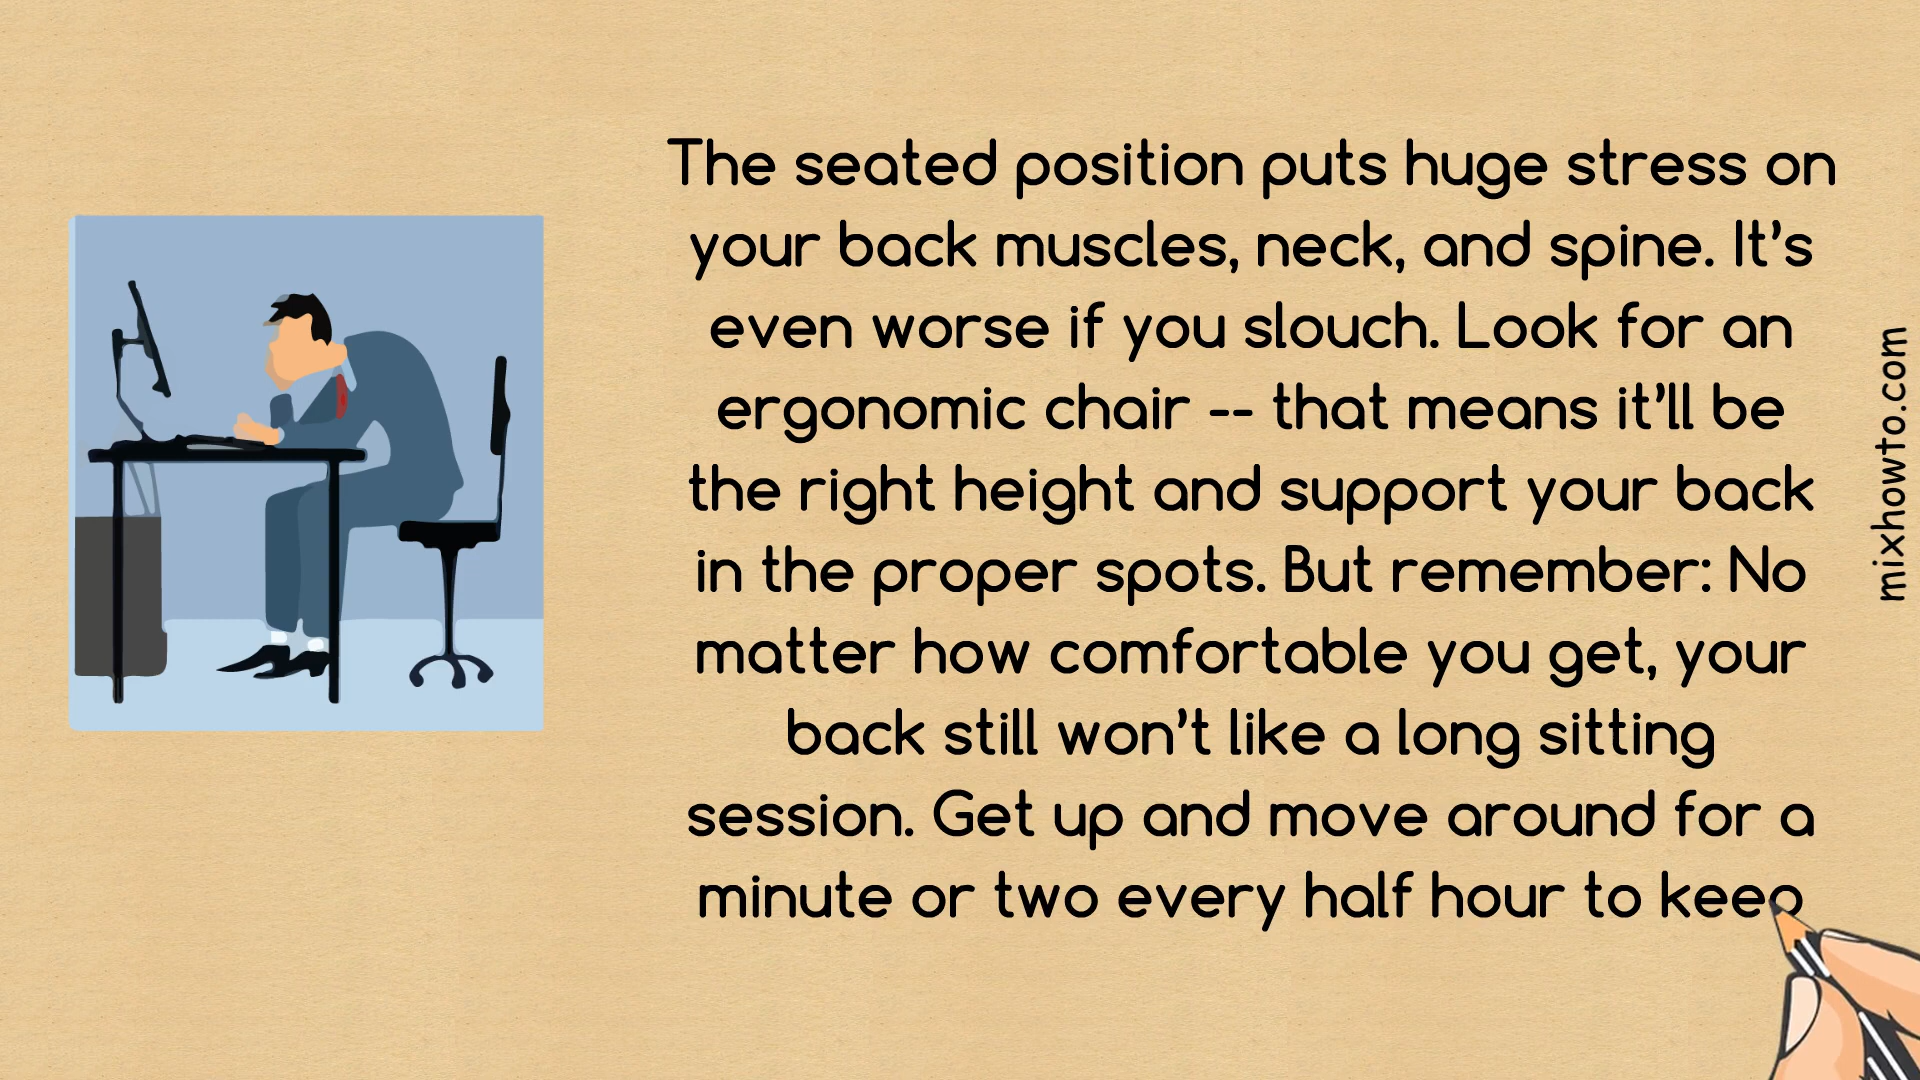 The seated position puts huge stress on
your back muscles, neck, and spine. It’s
even worse if you slouch. Look for an
ergonomic chair -- that means it’ll be
the right height and support your back
in the proper spots. But remember: No
matter how comfortable you get, your
back still won’t like a long sitting
session. Get up and move around for a
minute or two every half hour to keep
mixhowto.com